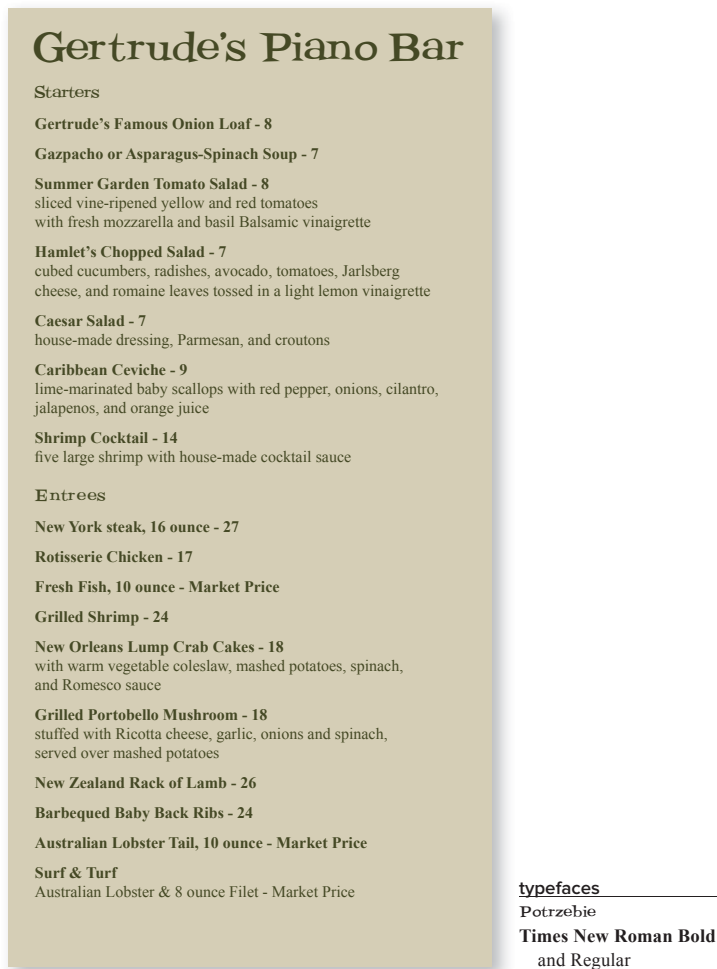 Gertrude’s Piano Bar
Starters
Gertrude’s Famous Onion Loaf - 8
Gazpacho or Asparagus-Spinach Soup - 7
Summer Garden Tomato Salad - 8
sliced vine-ripened yellow and red tomatoes
with fresh mozzarella and basil Balsamic vinaigrette
Hamlet’s Chopped Salad - 7
cubed cucumbers, radishes, avocado, tomatoes, Jarlsberg
cheese, and romaine leaves tossed in a light lemon vinaigrette
Caesar Salad - 7
house-made dressing, Parmesan, and croutons
Caribbean Ceviche - 9
lime-marinated baby scallops with red pepper, onions, cilantro,
jalapenos, and orange juice
Shrimp Cocktail - 14
five large shrimp with house-made cocktail sauce
Entrees
New York steak, 16 ounce - 27
Rotisserie Chicken - 17
Fresh Fish, 10 ounce - Market Price
Grilled Shrimp - 24
New Orleans Lump Crab Cakes - 18
with warm vegetable coleslaw, mashed potatoes, spinach,
and Romesco sauce
Grilled Portobello Mushroom - 18
stuffed with Ricotta cheese, garlic, onions and spinach,
served over mashed potatoes
New Zealand Rack of Lamb - 26
Barbequed Baby Back Ribs - 24
Australian Lobster Tail, 10 ounce - Market Price
Surf & Turf
Australian Lobster & 8 ounce Filet - Market Price
typefaces
Potrzebie
Times New Roman Bold
and Regular